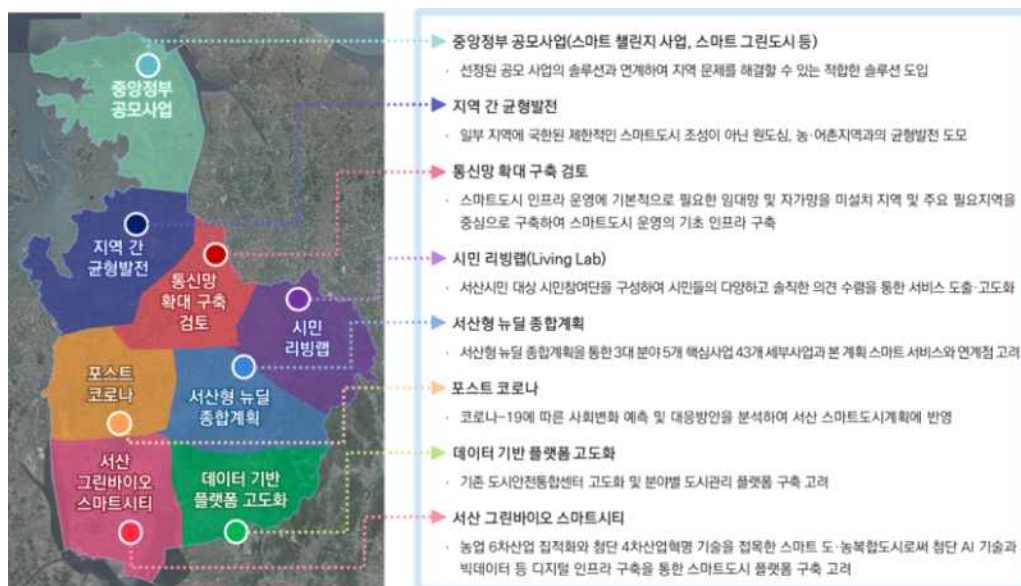 중앙정부
공모사업
지역 간
균형발전
통신망
확대 구축
검토
시민
리빙랩
포스트
코로나
서산형 뉴딜
종합계획
서산
그린바이오
스마트시티
데이터 기반
플랫폼 고도화
중앙정부 공모사업(스마트 챌린지 사업, 스마트 그린도시 등)
· 선정된 공모 사업의 솔루션과 연계하여 지역 문제를 해결할 수 있는 적합한 솔루션 도입
지역 간 균형발전
· 일부 지역에 국한된 제한적인 스마트도시 조성이 아닌 원도심, 농·어촌지역과의 균형발전 도모
통신망 확대 구축 검토
· 스마트도시 인프라 운영에 기본적으로 필요한 임대망 및 자가망을 미설치 지역 및 주요 필요지역을
중심으로 구축하여 스마트도시 운영의 기초 인프라 구축
시민 리빙랩(Living Lab)
· 서산시민 대상 시민참여단을 구성하여 시민들의 다양하고 솔직한 의견 수렴을 통한 서비스 도출·고도화
서산형 뉴딜 종합계획
· 서산형 뉴딜 종합계획을 통한 3대 분야 5개 핵심사업 43개 세부사업과 본 계획 스마트 서비스와 연계점 고려
포스트 코로나
· 코로나-19에 따른 사회변화 예측 및 대응방안을 분석하여 서산 스마트도시계획에 반영
데이터 기반 플랫폼 고도화
· 기존 도시안전통합센터 고도화 및 분야별 도시관리 플랫폼 구축 고려
서산 그린바이오 스마트시티
· 농업 6차산업 집적화와 첨단 4차산업혁명 기술을 접목한 스마트 도·농복합도시로써 첨단 AI 기술과
빅데이터 등 디지털 인프라 구축을 통한 스마트도시 플랫폼 구축 고려